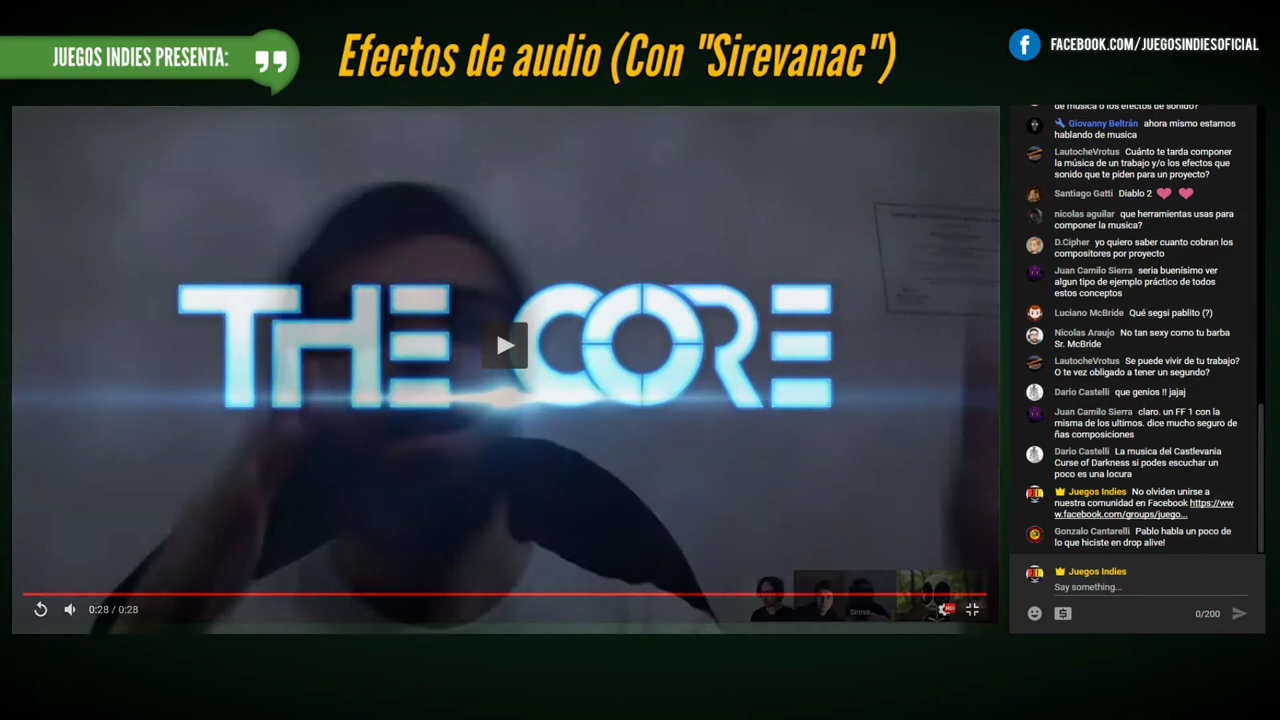 JUEGOS INDIES PRESENTA:
Efectos de audio (Con "Sirevanac")
FACEBOOK.COM/JUEGOSINDIESOFICIAL
THE CORE
0:28 / 0:28
HD
Sireva...
de musica o los efectos de sonido?
Giovanny Beltrán ahora mismo estamos
hablando de musica
LautocheVrotus Cuánto te tarda componer
la música de un trabajo y/o los efectos que
sonido que te piden para un proyecto?
Santiago Gatti Diablo 2
nicolas aguilar que herramientas usas para
componer la musica?
D.Cipher yo quiero saber cuanto cobran los
compositores por proyecto
Juan Camilo Sierra seria buenísimo ver
algun tipo de ejemplo práctico de todos
estos conceptos
Luciano McBride Qué segsi pablito (?)
Nicolas Araujo No tan sexy como tu barba
Sr. McBride
LautocheVrotus Se puede vivir de tu trabajo?
O te vez obligado a tener un segundo?
Dario Castelli que genios !! jajaj
Juan Camilo Sierra claro. un FF 1 con la
misma de los ultimos. dice mucho seguro de
ñas composiciones
Dario Castelli La musica del Castlevania
Curse of Darkness si podes escuchar un
poco es una locura
Juegos Indies No olviden unirse a
nuestra comunidad en Facebook https://ww
w.facebook.com/groups/juego...
Gonzalo Cantarelli Pablo habla un poco de
lo que hiciste en drop alive!
Juegos Indies
Say something...
0/200